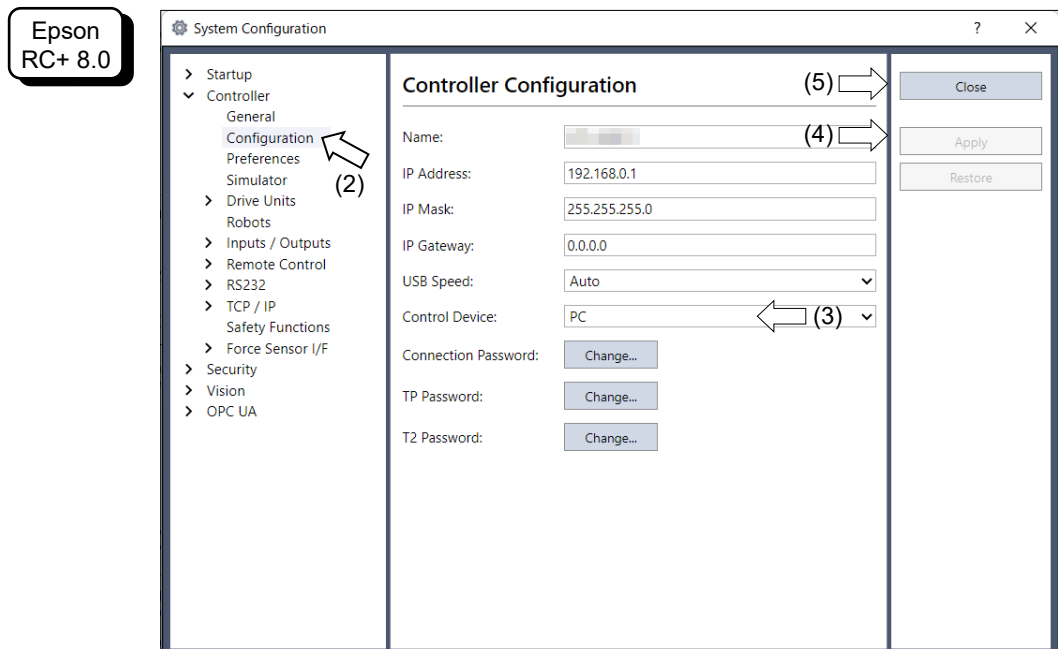 Epson
RC+ 8.0
System Configuration
?
Startup
Controller
General
Configuration
(2)
Preferences
Simulator
Drive Units
Robots
Inputs / Outputs
Remote Control
RS232
TCP / IP
Safety Functions
Force Sensor I/F
Security
Vision
OPC UA
Controller Configuration
Name:
IP Address: 192.168.0.1
IP Mask: 255.255.255.0
IP Gateway: 0.0.0.0
USB Speed: Auto
Control Device: PC (3)
Connection Password: Change...
TP Password: Change...
T2 Password: Change...
(5) Close
(4) Apply
Restore